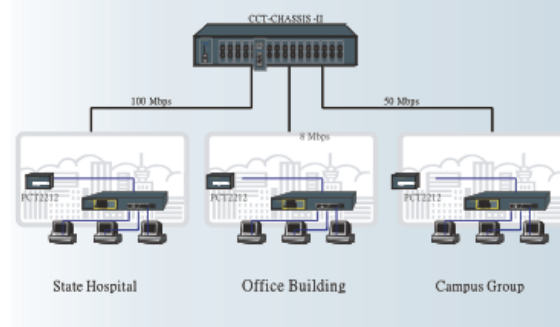 CCT-CHASSIS -II
100 Mbps
50 Mbps
8 Mbps
PCT2212
PCT2212
PCT2212
State Hospital
Office Building
Campus Group